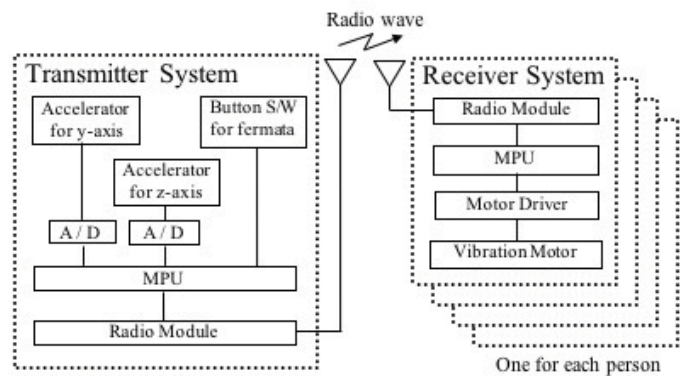 Radio wave
Transmitter System
Accelerator
for y-axis
Button S/W
for fermata
Accelerator
for z-axis
A / D
A / D
MPU
Radio Module
Receiver System
Radio Module
MPU
Motor Driver
Vibration Motor
One for each person